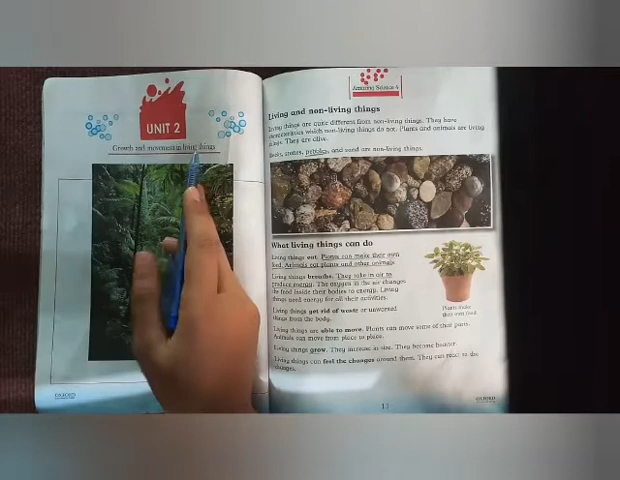 UNIT 2
Growth and movement in living things
OXFORD
Amazing Science 4
Living and non-living things
Living things are quite different from non-living things. They have
characteristics which non-living things do not. Plants and animals are living
things. They are alive.
Rocks, stones, pebbles, and sand are non-living things.
What living things can do
Living things eat. Plants can make their own
food. Animals eat plants and other animals.
Living things breathe. They take in air to
produce energy. The oxygen in the air changes
the food inside their bodies to energy. Living
things need energy for all their activities.
Living things get rid of waste or unwanted
things from the body.
Living things are able to move. Plants can move some of their parts.
Animals can move from place to place.
Living things grow. They increase in size. They become heavier.
Living things can feel the changes around them. They can react to the
changes.
Plants make
their own food.
OXFORD